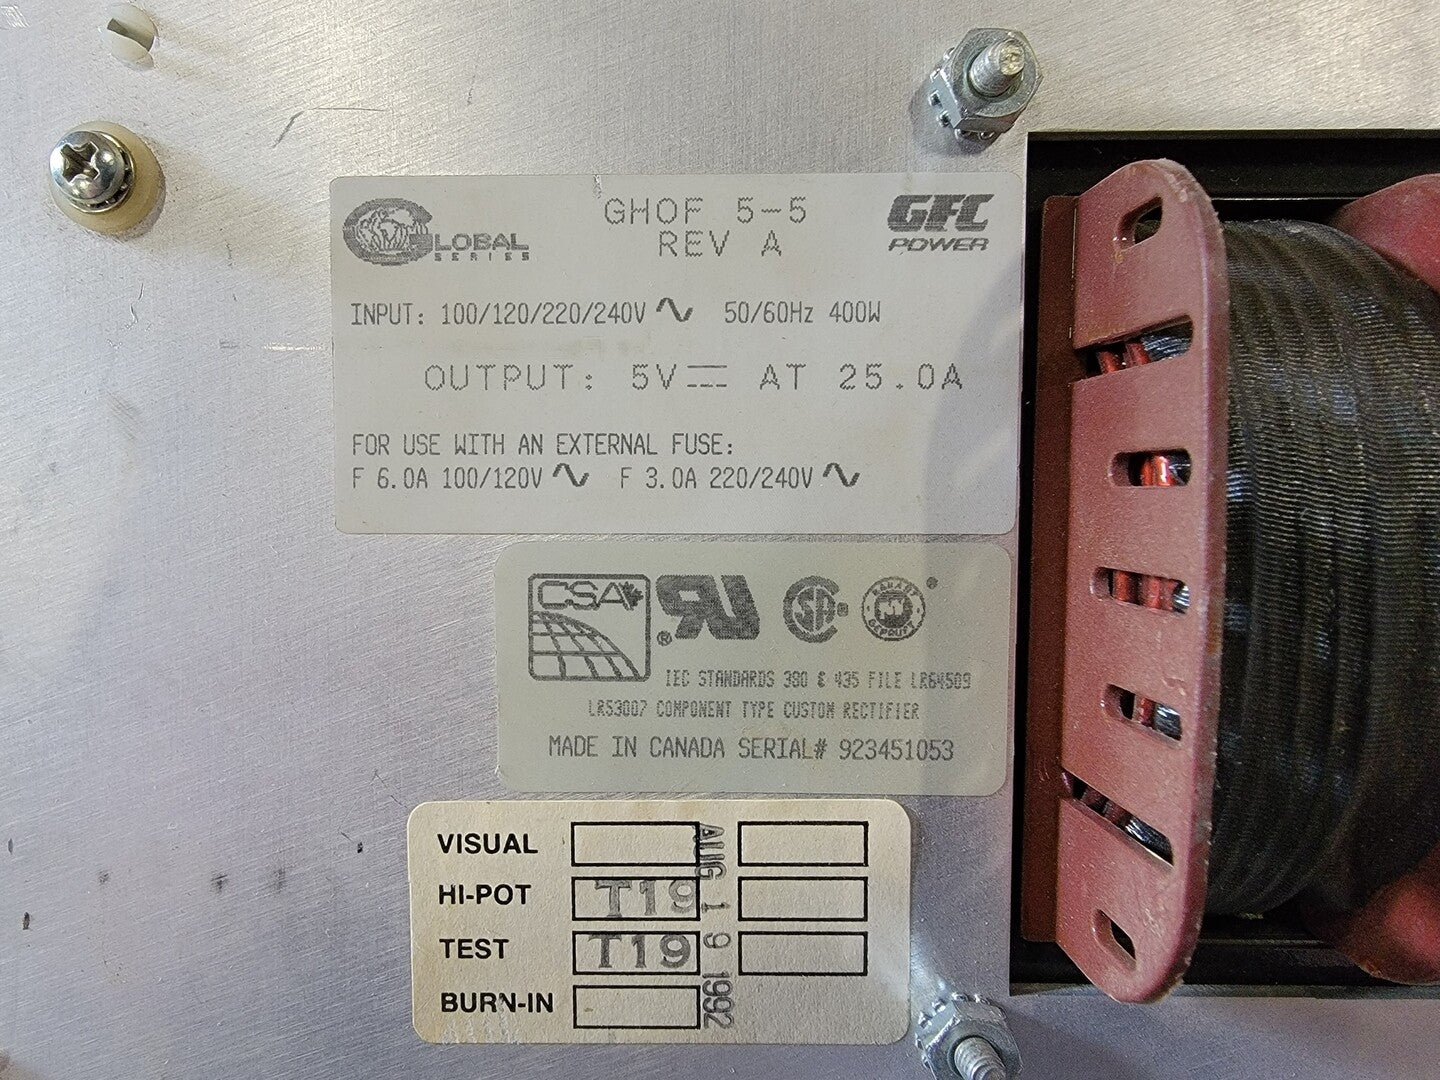 GLOBAL
SERIES
GHOF 5-5
REV A
GFC
POWER
INPUT: 100/120/220/240V 50/60Hz 400W
OUTPUT: 5V AT 25.0A
FOR USE WITH AN EXTERNAL FUSE:
F 6.0A 100/120V F 3.0A 220/240V
CSA
IEC STANDARDS 380 & 435 FILE LR64509
LR53007 COMPONENT TYPE CUSTOM RECTIFIER
MADE IN CANADA SERIAL# 923451053
VISUAL
HI-POT T19
TEST T19
BURN-IN
AUG 19 1992